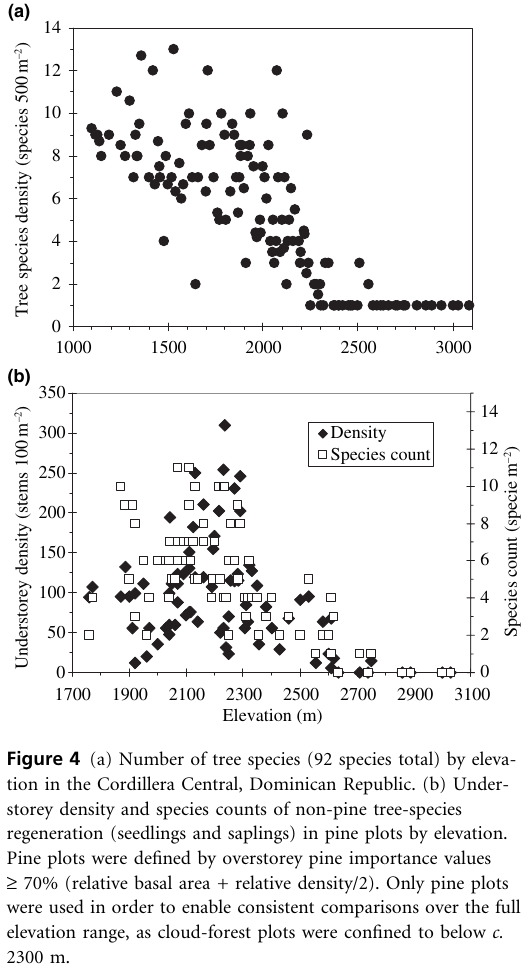 (a)
14
12
10
8
6
4
2
0
Tree species density (species 500 m⁻²)
1000 1500 2000 2500 3000
(b)
350
300
250
200
150
100
50
0
Understorey density (stems 100 m⁻²)
Density
Species count
14
12
10
8
6
4
2
0
Species count (specie m⁻²)
1700 1900 2100 2300 2500 2700 2900 3100
Elevation (m)
Figure 4 (a) Number of tree species (92 species total) by eleva-
tion in the Cordillera Central, Dominican Republic. (b) Under-
storey density and species counts of non-pine tree-species
regeneration (seedlings and saplings) in pine plots by elevation.
Pine plots were defined by overstorey pine importance values
≥ 70% (relative basal area + relative density/2). Only pine plots
were used in order to enable consistent comparisons over the full
elevation range, as cloud-forest plots were confined to below c.
2300 m.